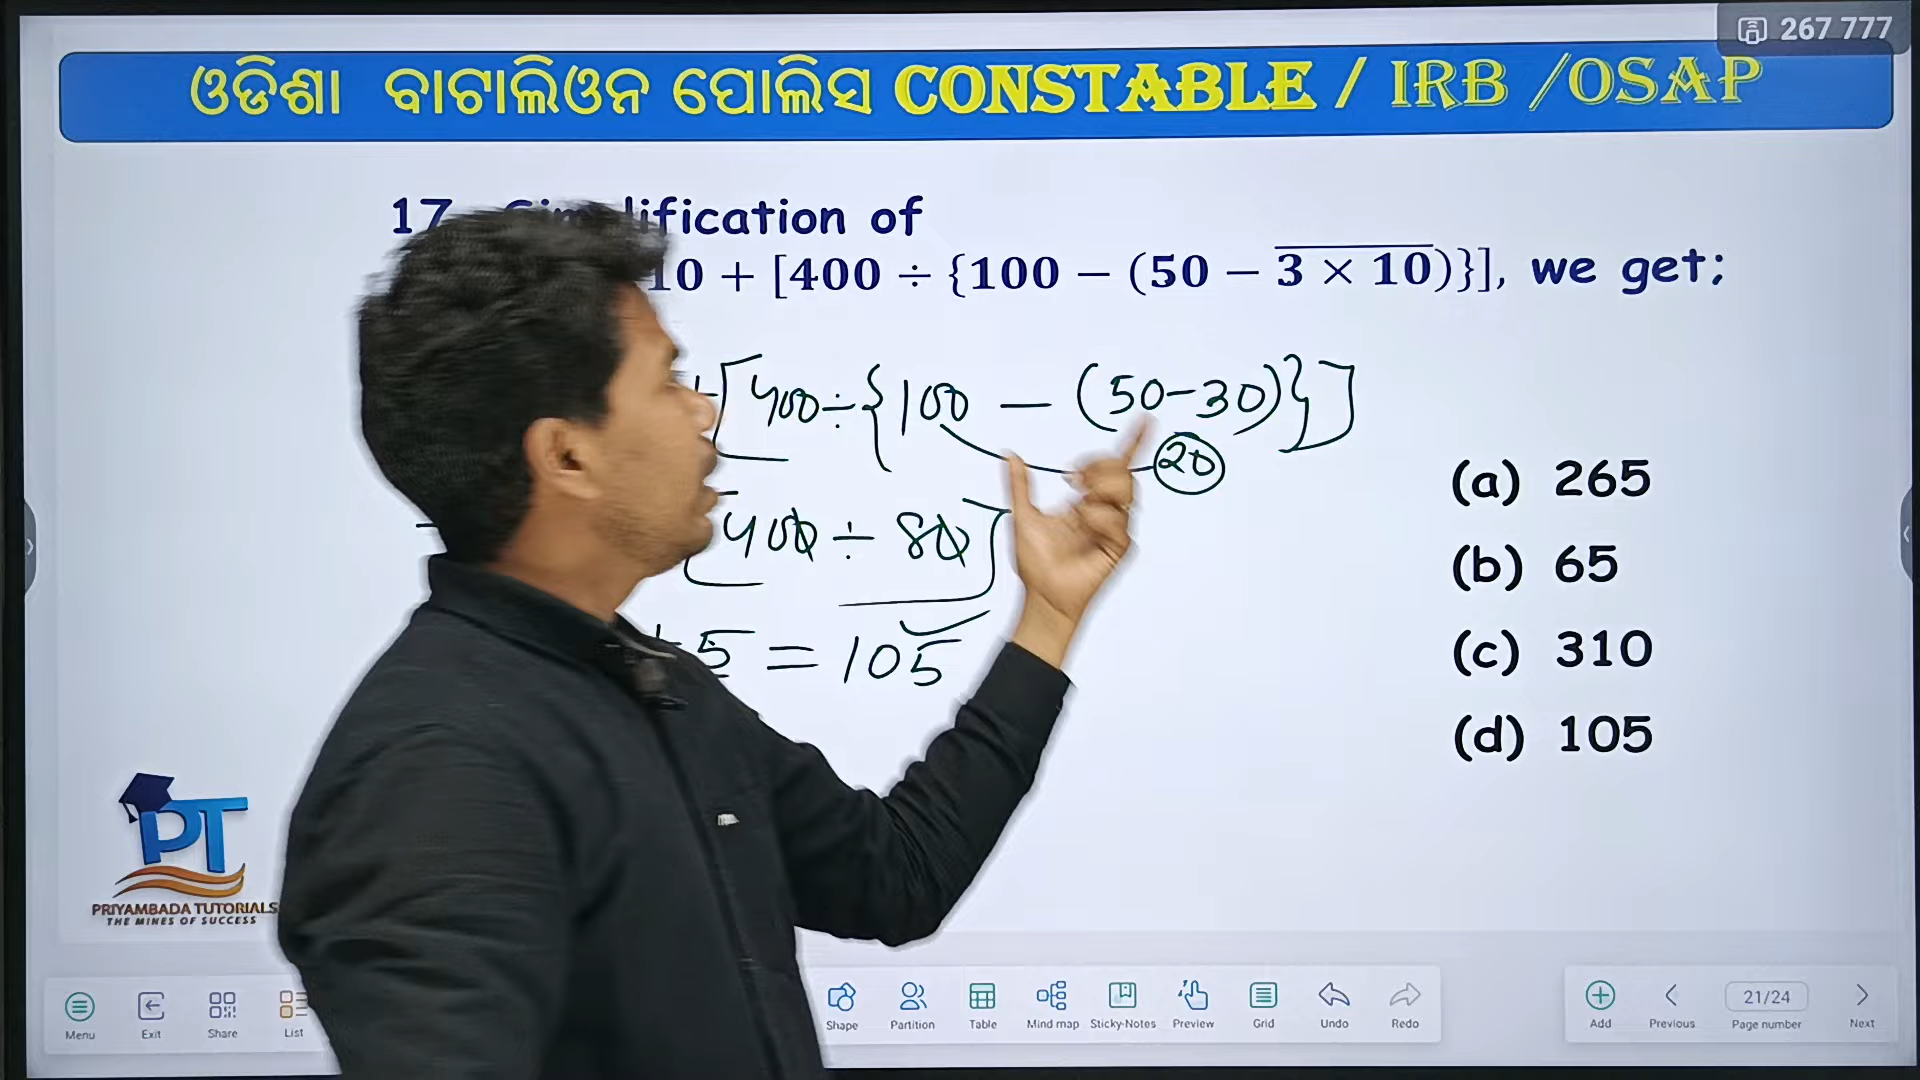 267 777
ଓଡିଶା ବାଟାଲିଓନ ପୋଲିସ CONSTABLE / IRB /OSAP
17. Simplification of
10 + [400 ÷ {100 − (50 − 3 × 10)}], we get;
[400÷{100 − (50-30)}]
20
[400 ÷ 80]
+ 5 = 105
(a) 265
(b) 65
(c) 310
(d) 105
PT
PRIYAMBADA TUTORIALS
THE MINES OF SUCCESS
Menu Exit Share List Shape Partition Table Mind map Sticky-Notes Preview Grid Undo Redo Add Previous 21/24 Page number Next